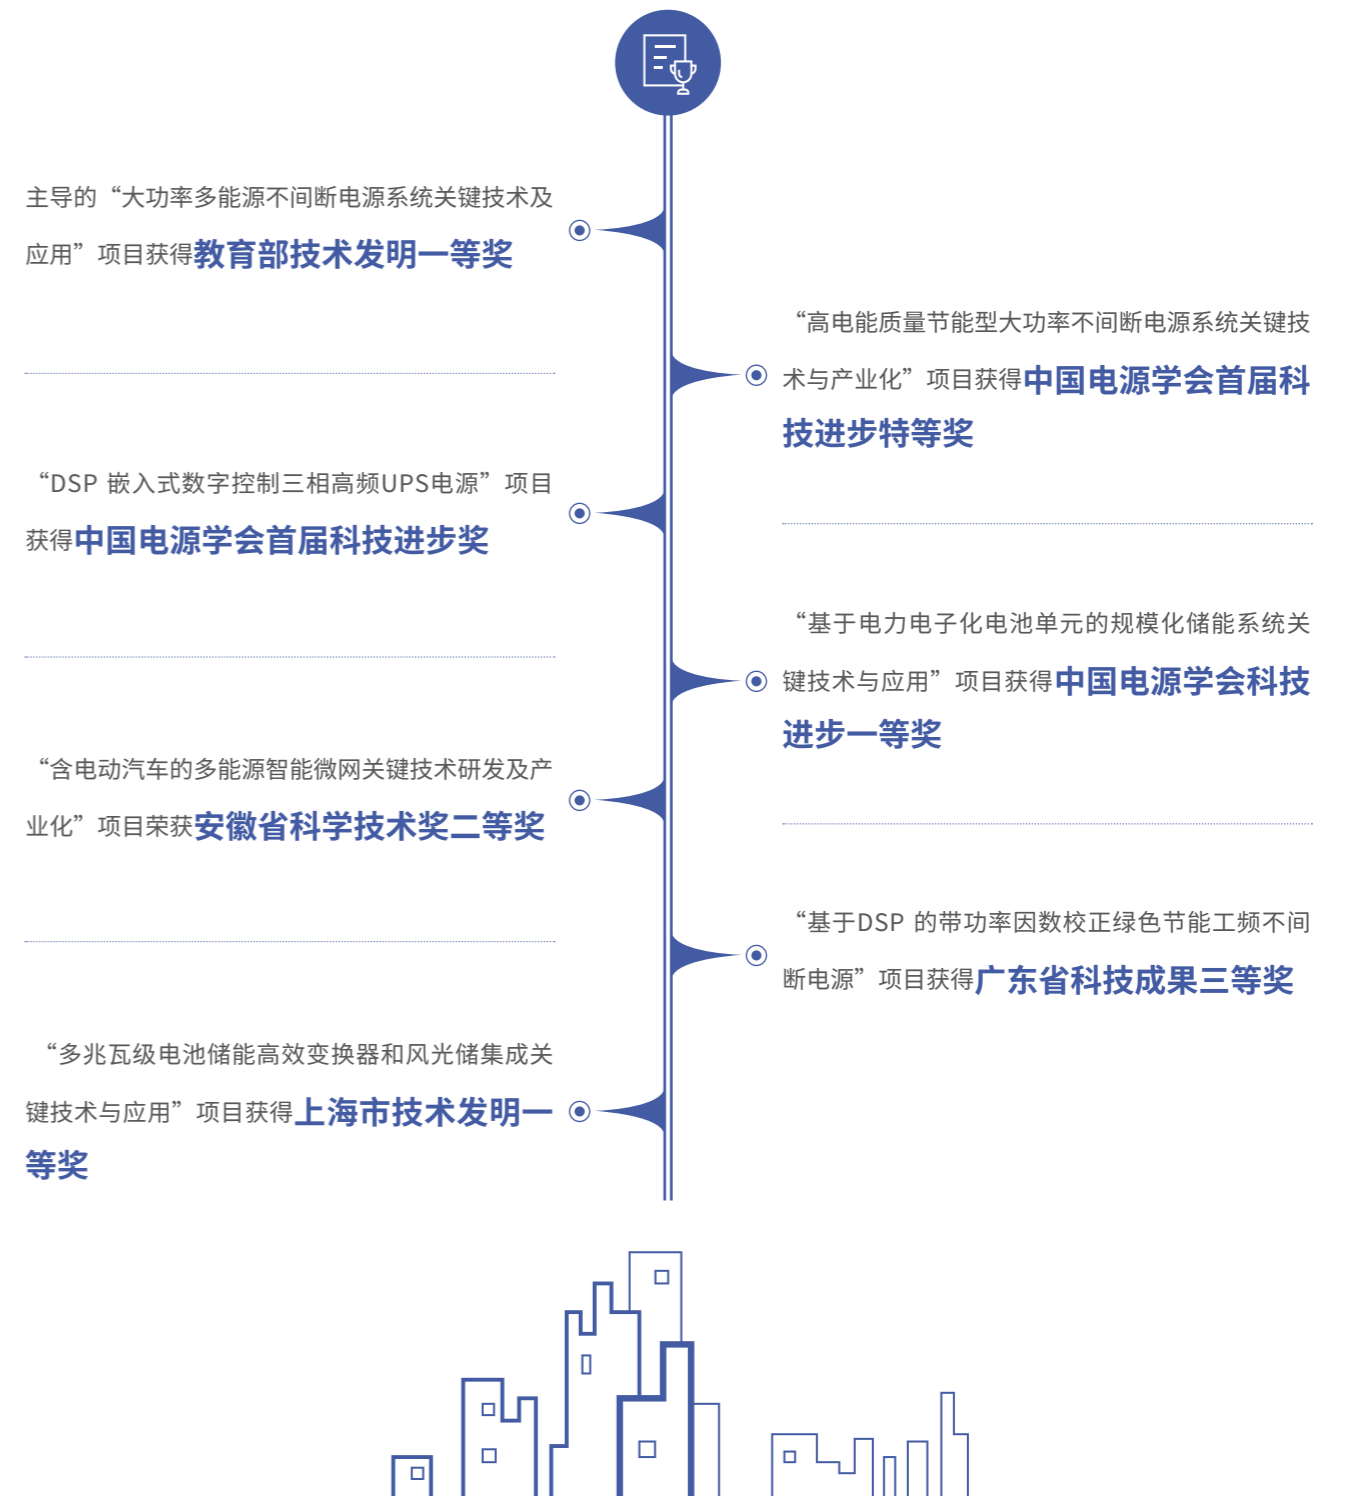 主导的“大功率多能源不间断电源系统关键技术及
应用”项目获得教育部技术发明一等奖
“高电能质量节能型大功率不间断电源系统关键技
术与产业化”项目获得中国电源学会首届科
技进步特等奖
“DSP 嵌入式数字控制三相高频UPS电源”项目
获得中国电源学会首届科技进步奖
“基于电力电子化电池单元的规模化储能系统关
键技术与应用”项目获得中国电源学会科技
进步一等奖
“含电动汽车的多能源智能微网关键技术研发及产
业化”项目荣获安徽省科学技术奖二等奖
“基于DSP 的带功率因数校正绿色节能工频不间
断电源”项目获得广东省科技成果三等奖
“多兆瓦级电池储能高效变换器和风光储集成关
键技术与应用”项目获得上海市技术发明一
等奖